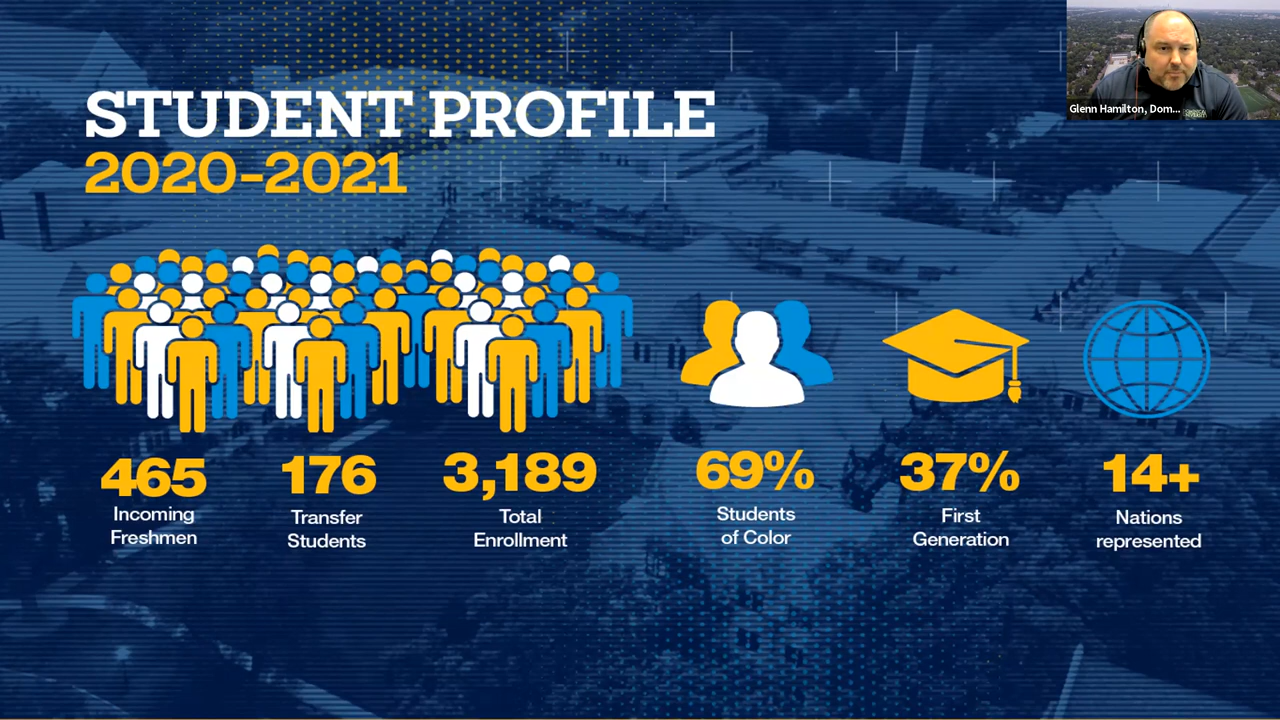 Glenn Hamilton, Dom...
STUDENT PROFILE
2020-2021
465
Incoming
Freshmen
176
Transfer
Students
3,189
Total
Enrollment
69%
Students
of Color
37%
First
Generation
14+
Nations
represented